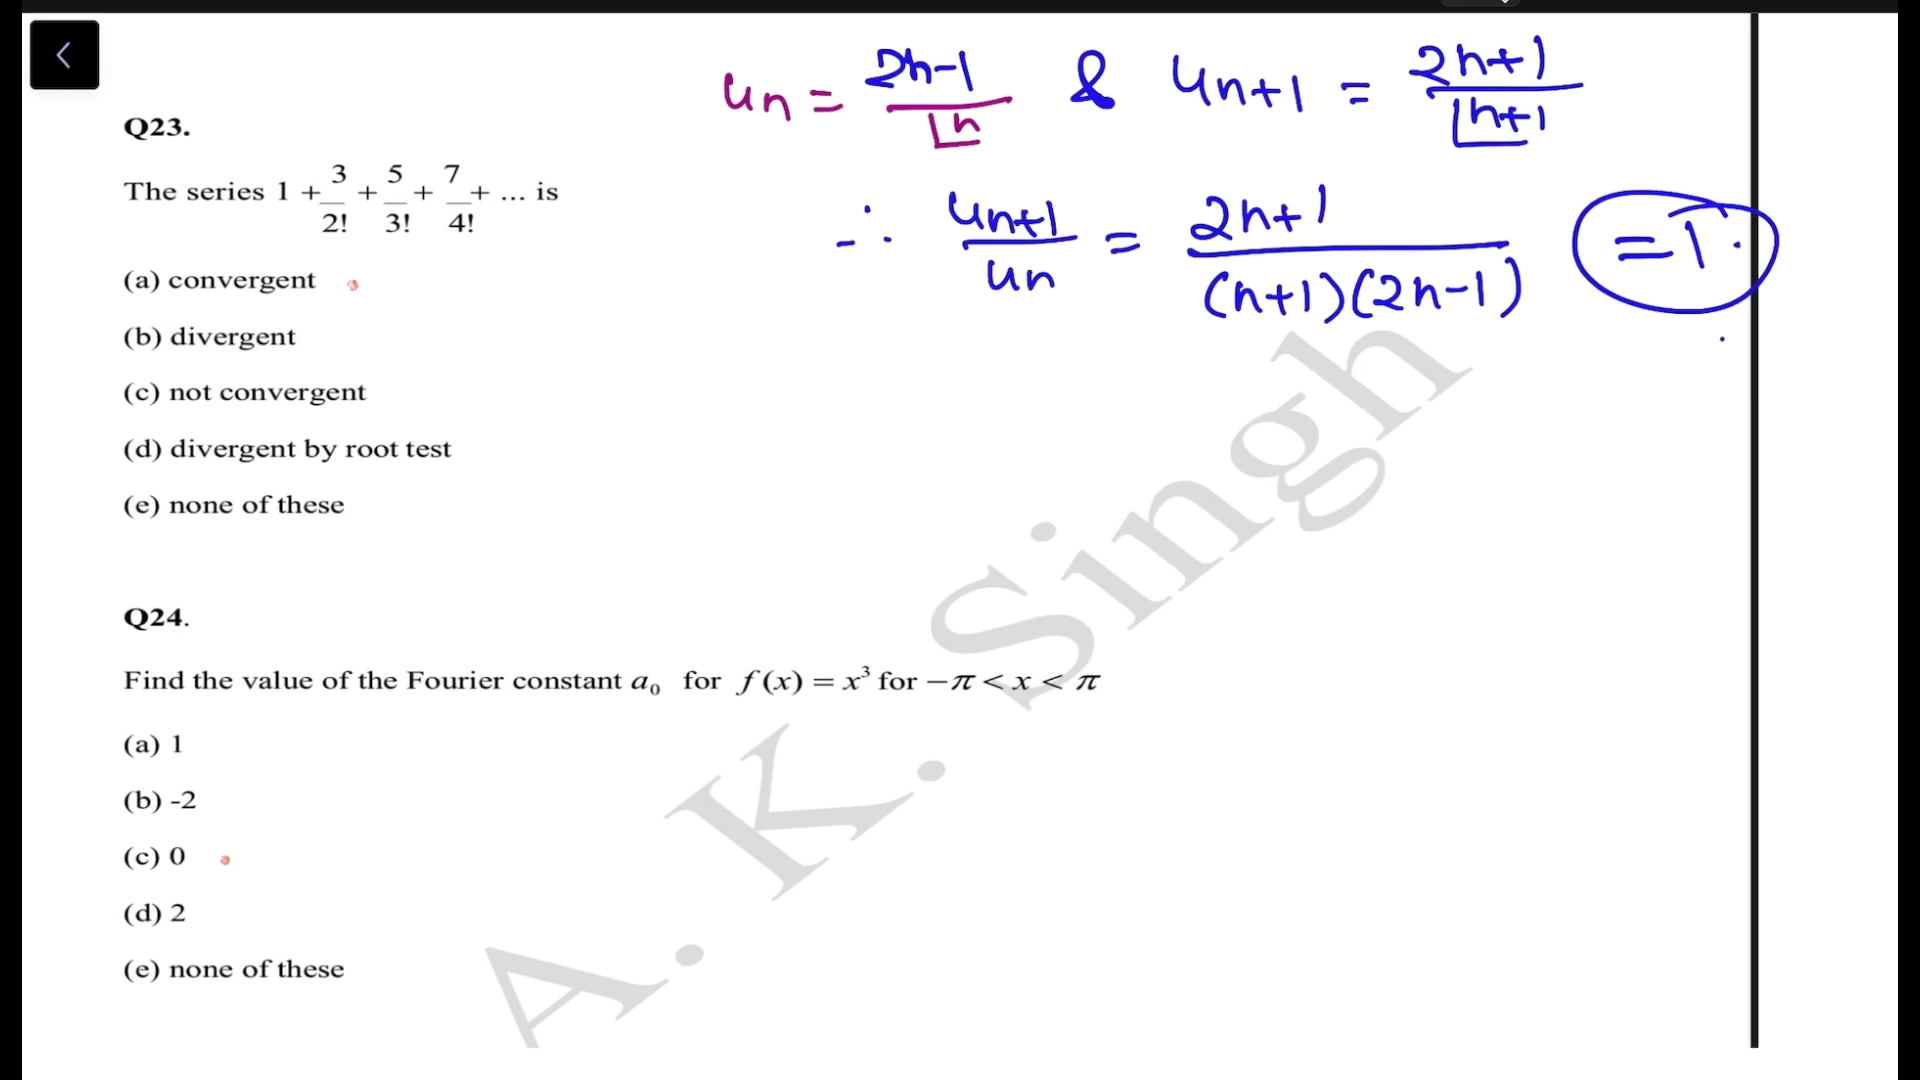 uₙ = 2n-1 / ⌊n & uₙ₊₁ = 2n+1 / ⌊n+1
Q23.
The series 1 + 3/2! + 5/3! + 7/4! + ... is
∴ uₙ₊₁ / uₙ = 2n+1 / (n+1)(2n-1) = 1
(a) convergent
(b) divergent
(c) not convergent
(d) divergent by root test
(e) none of these
Q24.
Find the value of the Fourier constant a₀ for f(x) = x³ for −π < x < π
(a) 1
(b) -2
(c) 0
(d) 2
(e) none of these
A. K. Singh